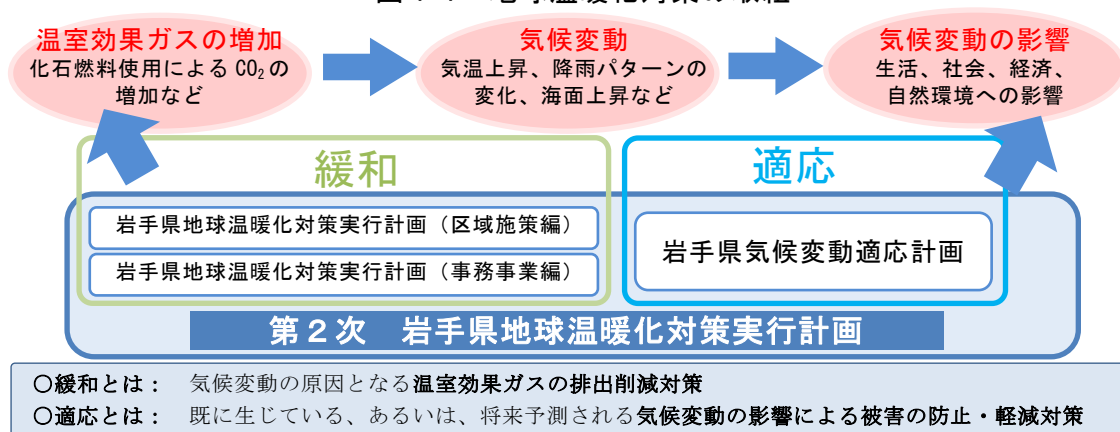 温室効果ガスの増加
化石燃料使用による CO₂の
増加など
気候変動
気温上昇、降雨パターンの
変化、海面上昇など
気候変動の影響
生活、社会、経済、
自然環境への影響
緩和
適応
岩手県地球温暖化対策実行計画（区域施策編）
岩手県地球温暖化対策実行計画（事務事業編）
岩手県気候変動適応計画
第２次　岩手県地球温暖化対策実行計画
〇緩和とは：　気候変動の原因となる温室効果ガスの排出削減対策
〇適応とは：　既に生じている、あるいは、将来予測される気候変動の影響による被害の防止・軽減対策